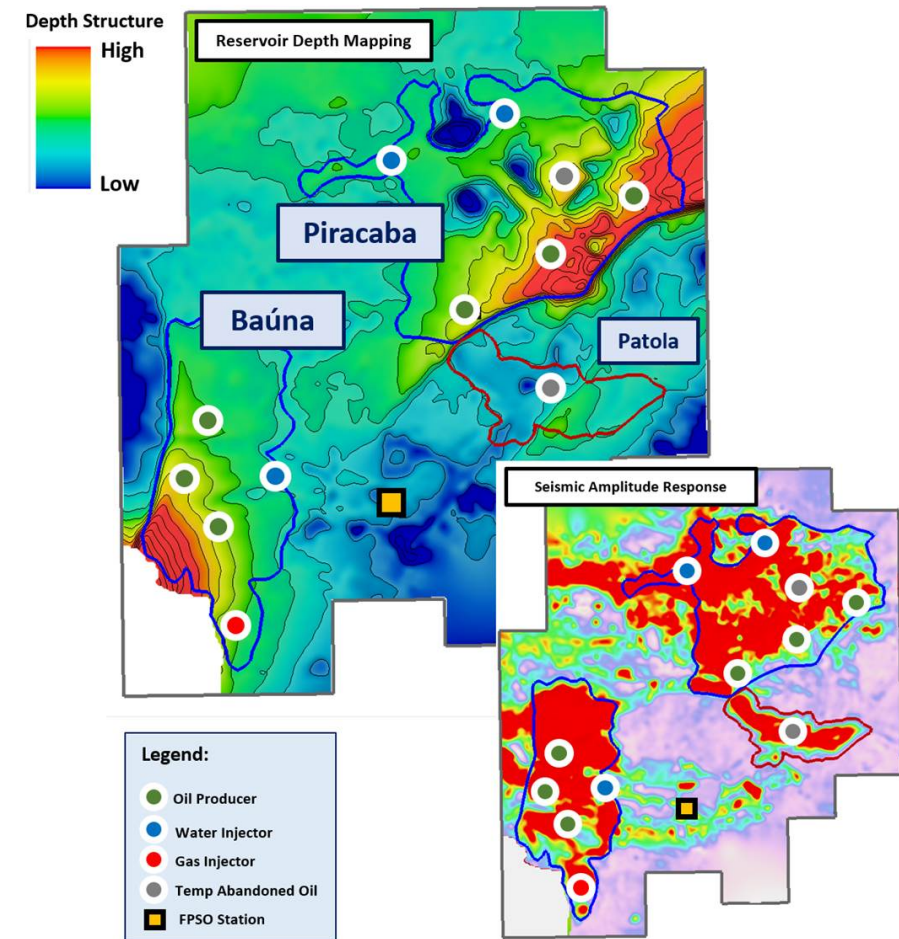 Depth Structure
High
Low
Reservoir Depth Mapping
Piracaba
Baúna
Patola
Seismic Amplitude Response
Legend:
Oil Producer
Water Injector
Gas Injector
Temp Abandoned Oil
FPSO Station